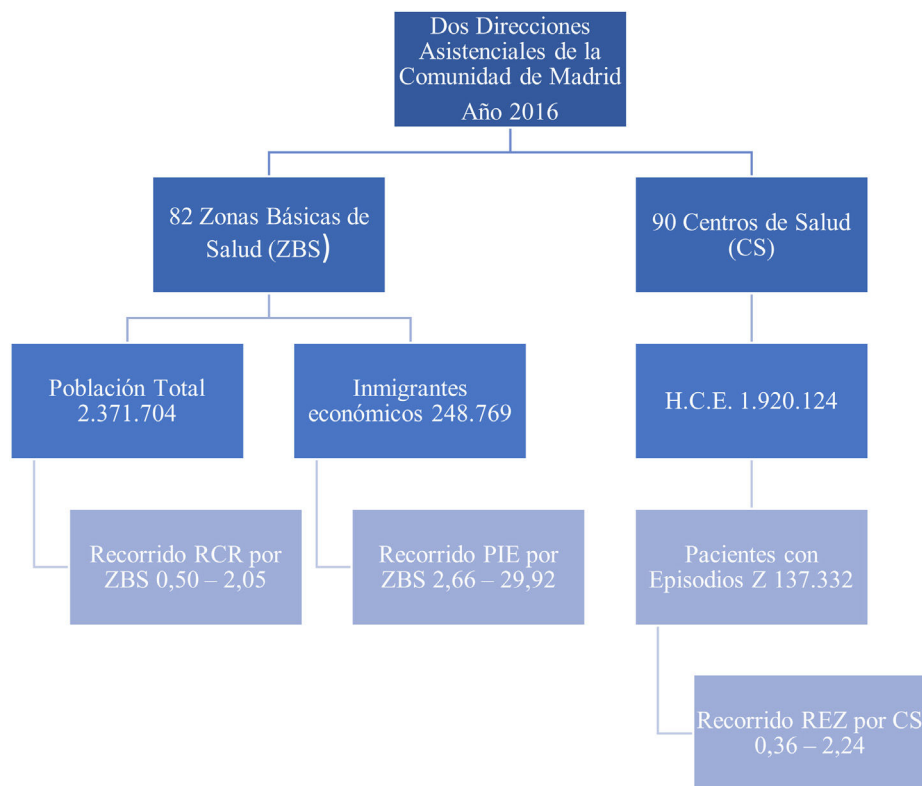 Dos Direcciones
Asistenciales de la
Comunidad de Madrid
Año 2016
82 Zonas Básicas de
Salud (ZBS)
90 Centros de Salud
(CS)
Población Total
2.371.704
Inmigrantes
económicos 248.769
H.C.E. 1.920.124
Recorrido RCR por
ZBS 0,50 – 2,05
Recorrido PIE por
ZBS 2,66 – 29,92
Pacientes con
Episodios Z 137.332
Recorrido REZ por CS
0,36 – 2,24